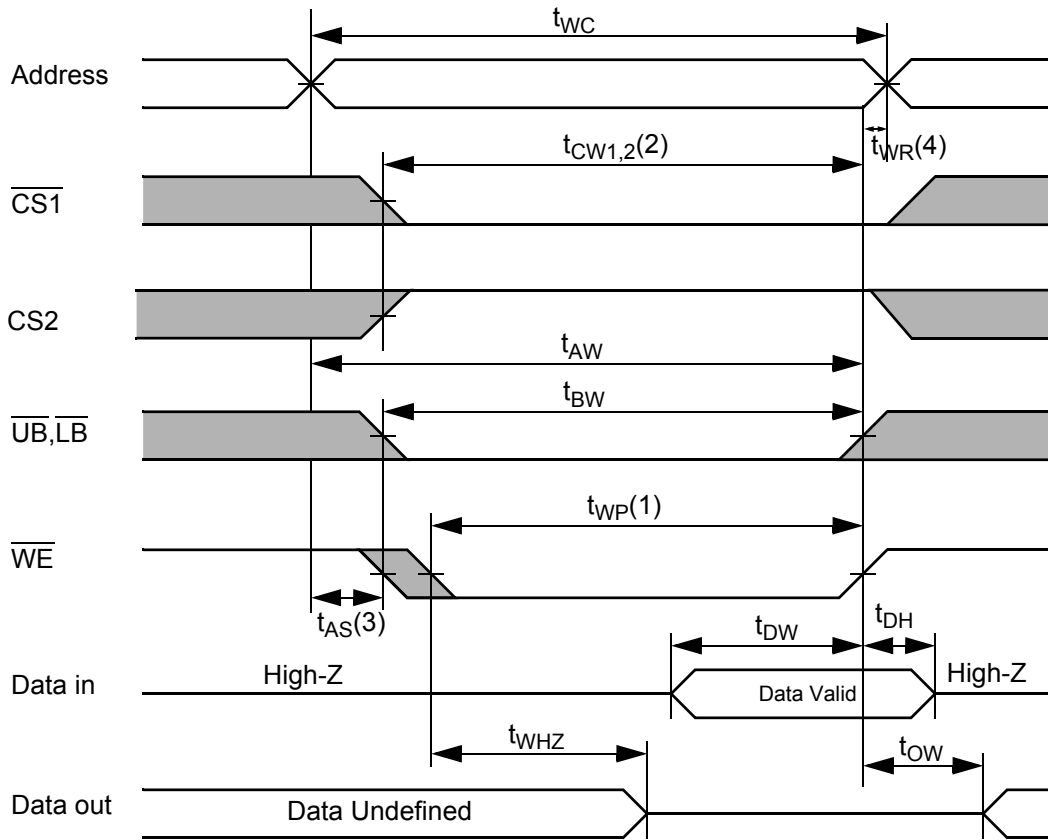 tWC
Address
tCW1,2(2)
tWR(4)
CS1
CS2
tAW
tBW
UB,LB
tWP(1)
WE
tAS(3)
tDW
tDH
Data in
High-Z
Data Valid
High-Z
tWHZ
tOW
Data out
Data Undefined